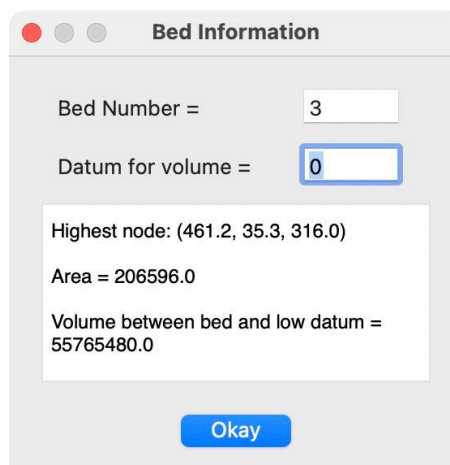 Bed Information
Bed Number = 3
Datum for volume = 0
Highest node: (461.2, 35.3, 316.0)
Area = 206596.0
Volume between bed and low datum =
55765480.0
Okay